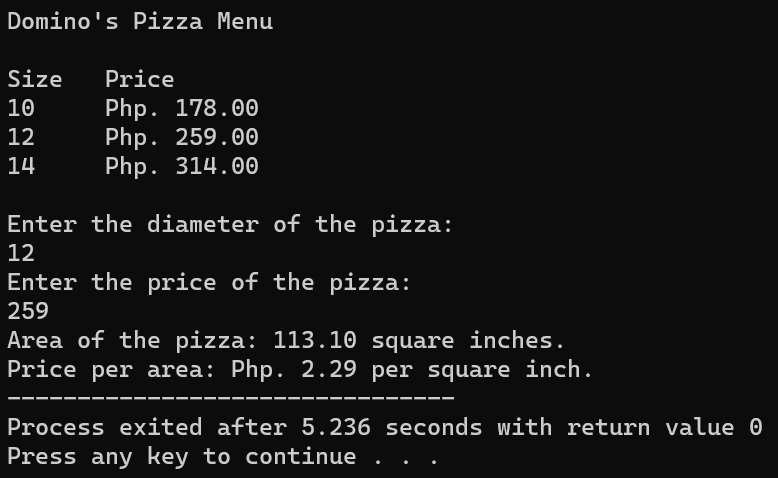 Domino's Pizza Menu
Size   Price
10     Php. 178.00
12     Php. 259.00
14     Php. 314.00
Enter the diameter of the pizza:
12
Enter the price of the pizza:
259
Area of the pizza: 113.10 square inches.
Price per area: Php. 2.29 per square inch.
--------------------------------
Process exited after 5.236 seconds with return value 0
Press any key to continue . . .